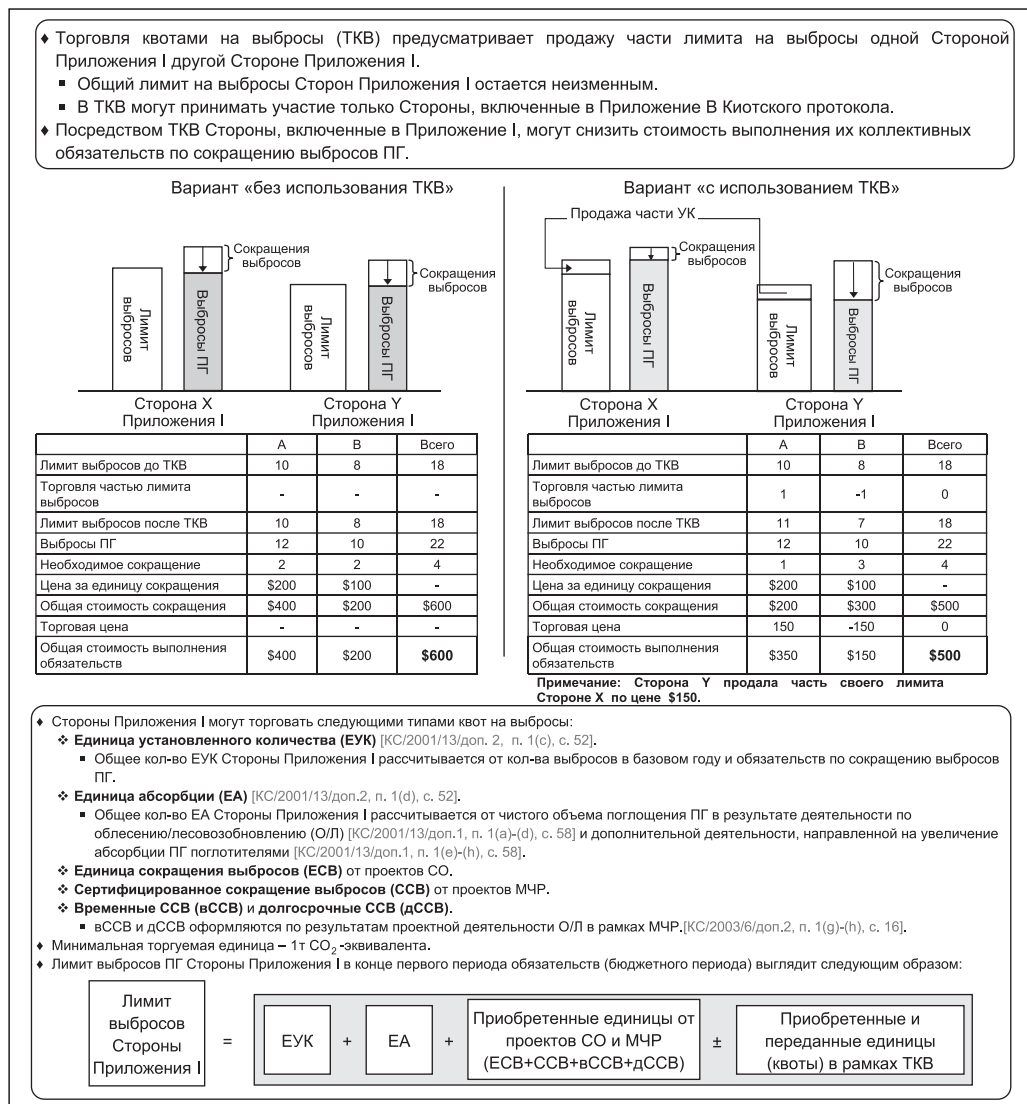 ♦ Торговля квотами на выбросы (ТКВ) предусматривает продажу части лимита на выбросы одной Стороной
Приложения I другой Стороне Приложения I.
▪ Общий лимит на выбросы Сторон Приложения I остается неизменным.
▪ В ТКВ могут принимать участие только Стороны, включенные в Приложение В Киотского протокола.
♦ Посредством ТКВ Стороны, включенные в Приложение I, могут снизить стоимость выполнения их коллективных
обязательств по сокращению выбросов ПГ.
Вариант «без использования ТКВ»
Сокращения
выбросов
Сокращения
выбросов
Лимит
выбросов
Выбросы ПГ
Лимит
выбросов
Выбросы ПГ
Сторона X
Приложения I
Сторона Y
Приложения I
A B Всего
Лимит выбросов до ТКВ 10 8 18
Торговля частью лимита
выбросов - - -
Лимит выбросов после ТКВ 10 8 18
Выбросы ПГ 12 10 22
Необходимое сокращение 2 2 4
Цена за единицу сокращения $200 $100 -
Общая стоимость сокращения $400 $200 $600
Торговая цена - - -
Общая стоимость выполнения
обязательств $400 $200 $600
Вариант «с использованием ТКВ»
Продажа части УК
Сокращения
выбросов
Сокращения
выбросов
Лимит
выбросов
Выбросы ПГ
Лимит
выбросов
Выбросы ПГ
Сторона X
Приложения I
Сторона Y
Приложения I
A B Всего
Лимит выбросов до ТКВ 10 8 18
Торговля частью лимита
выбросов 1 -1 0
Лимит выбросов после ТКВ 11 7 18
Выбросы ПГ 12 10 22
Необходимое сокращение 1 3 4
Цена за единицу сокращения $200 $100 -
Общая стоимость сокращения $200 $300 $500
Торговая цена 150 -150 0
Общая стоимость выполнения
обязательств $350 $150 $500
Примечание: Сторона Y продала часть своего лимита
Стороне X по цене $150.
♦ Стороны Приложения I могут торговать следующими типами квот на выбросы:
❖ Единица установленного количества (ЕУК) [КС/2001/13/доп. 2, п. 1(c), с. 52].
▪ Общее кол-во ЕУК Стороны Приложения I рассчитывается от кол-ва выбросов в базовом году и обязательств по сокращению выбросов
ПГ.
❖ Единица абсорбции (ЕА) [КС/2001/13/доп.2, п. 1(d), с. 52].
▪ Общее кол-во ЕА Стороны Приложения I рассчитывается от чистого объема поглощения ПГ в результате деятельности по
облесению/лесовозобновлению (О/Л) [КС/2001/13/доп.1, п. 1(a)-(d), с. 58] и дополнительной деятельности, направленной на увеличение
абсорбции ПГ поглотителями [КС/2001/13/доп.1, п. 1(e)-(h), с. 58].
❖ Единица сокращения выбросов (ЕСВ) от проектов СО.
❖ Сертифицированное сокращение выбросов (ССВ) от проектов МЧР.
❖ Временные ССВ (вССВ) и долгосрочные ССВ (дССВ).
▪ вССВ и дССВ оформляются по результатам проектной деятельности О/Л в рамках МЧР.[КС/2003/6/доп.2, п. 1(g)-(h), с. 16].
♦ Минимальная торгуемая единица – 1т CO₂-эквивалента.
♦ Лимит выбросов ПГ Стороны Приложения I в конце первого периода обязательств (бюджетного периода) выглядит следующим образом:
Лимит
выбросов
Стороны
Приложения I
=
ЕУК
+
ЕА
+
Приобретенные единицы от
проектов СО и МЧР
(ЕСВ+ССВ+вССВ+дССВ)
±
Приобретенные и
переданные единицы
(квоты) в рамках ТКВ